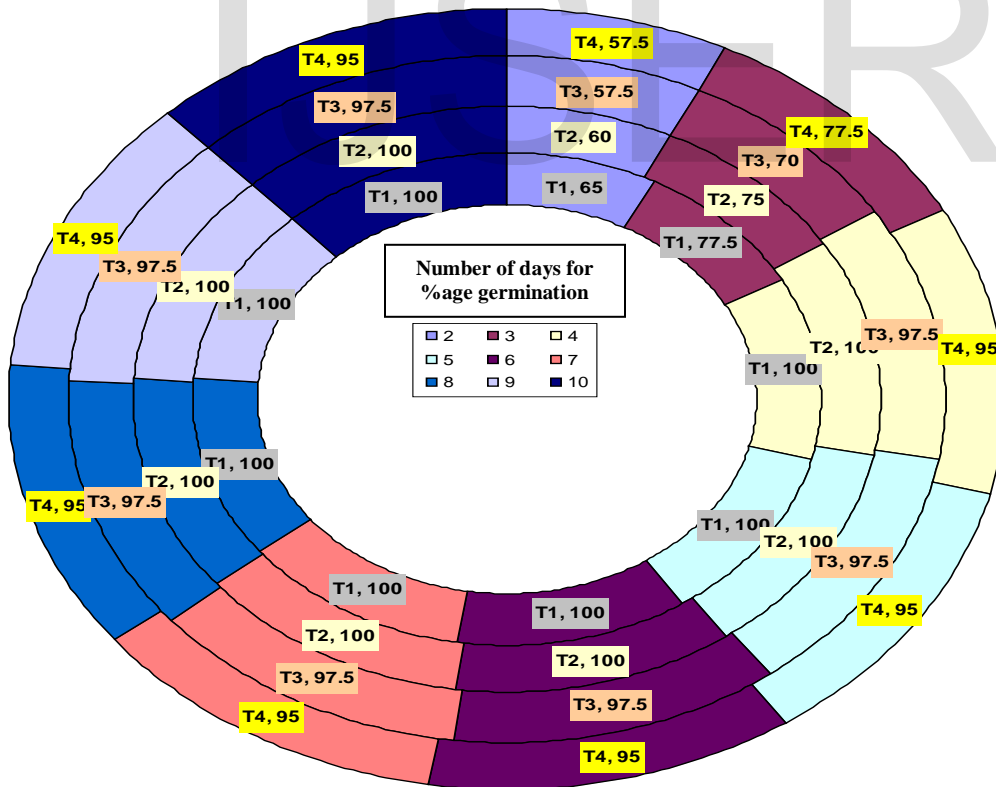 IJSER
T4, 95
T4, 57.5
T3, 97.5
T3, 57.5
T4, 77.5
T2, 100
T2, 60
T3, 70
T1, 100
T1, 65
T2, 75
T1, 77.5
T4, 95
T3, 97.5
T2, 100
T1, 100
Number of days for
%age germination
2 3 4
5 6 7
8 9 10
T1, 100
T2, 100
T3, 97.5
T4, 95
T4, 95
T3, 97.5
T2, 100
T1, 100
T1, 100
T2, 100
T3, 97.5
T4, 95
T1, 100
T2, 100
T3, 97.5
T4, 95
T1, 100
T2, 100
T3, 97.5
T4, 95